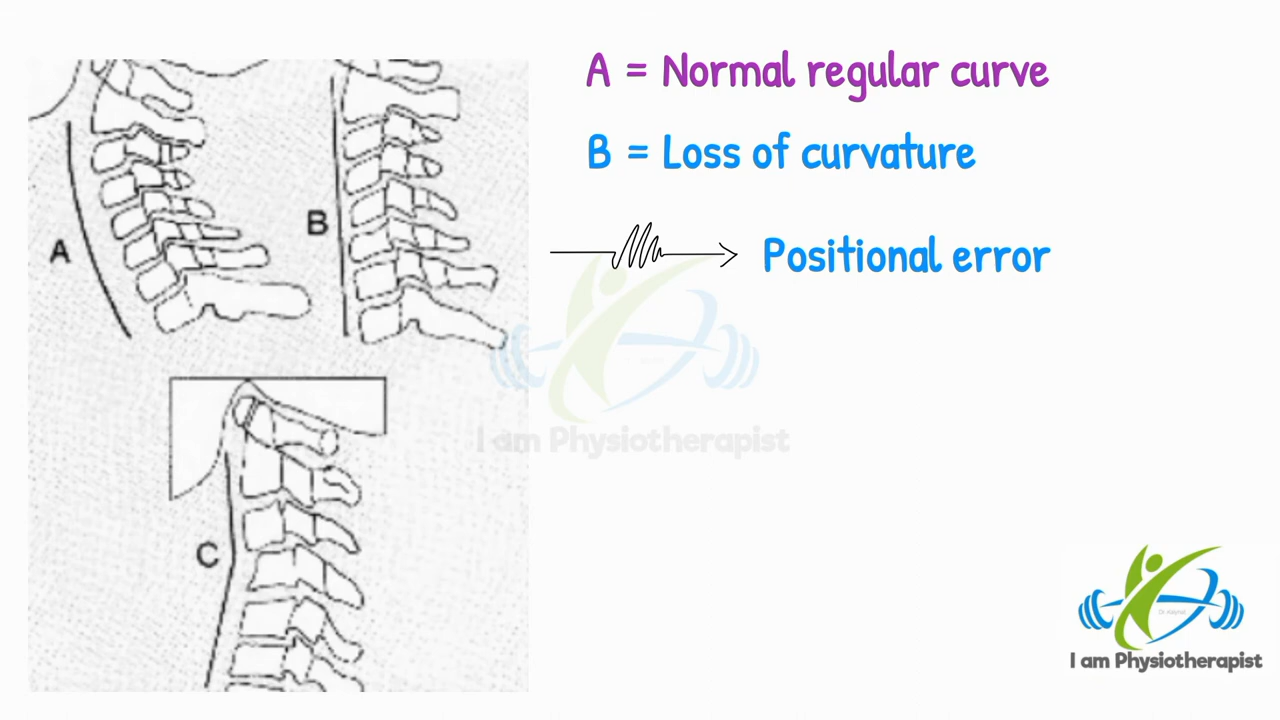 A = Normal regular curve
B = Loss of curvature
Positional error
A
B
C
I am Physiotherapist
I am Physiotherapist